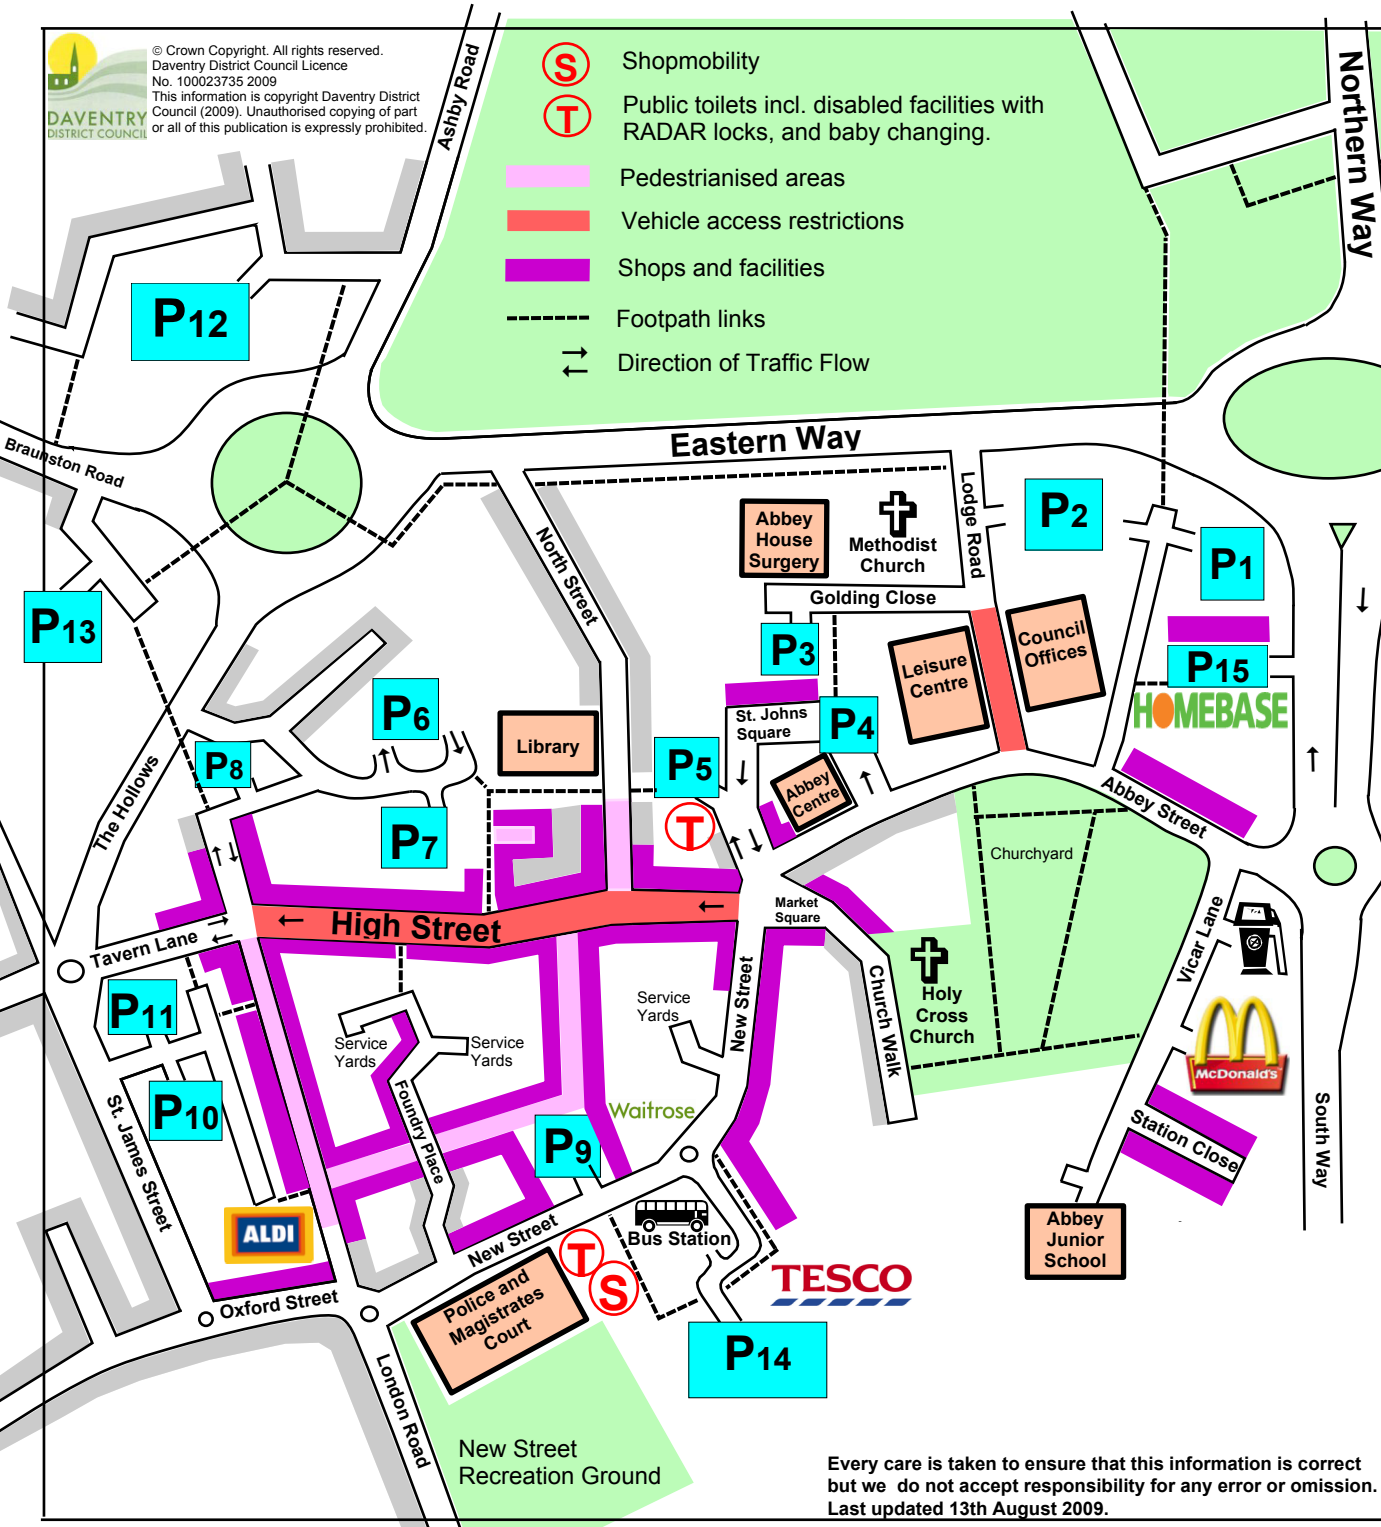 © Crown Copyright. All rights reserved.
Daventry District Council Licence
No. 100023735 2009
This information is copyright Daventry District
Council (2009). Unauthorised copying of part
or all of this publication is expressly prohibited.
DAVENTRY
DISTRICT COUNCIL
S
Shopmobility
T
Public toilets incl. disabled facilities with
RADAR locks, and baby changing.
Pedestrianised areas
Vehicle access restrictions
Shops and facilities
Footpath links
Direction of Traffic Flow
Ashby Road
Northern Way
P12
Braunston Road
Eastern Way
Lodge Road
P2
P1
Abbey
House
Surgery
Methodist
Church
North Street
Golding Close
P13
P3
Leisure
Centre
Council
Offices
P15
HOMEBASE
P6
St. Johns
Square
P4
Library
P8
P5
Abbey
Centre
The Hollows
P7
T
Abbey Street
Churchyard
High Street
Market
Square
Tavern Lane
Vicar Lane
Church Walk
Holy
Cross
Church
New Street
Service
Yards
P11
Service
Yards
Service
Yards
McDonald's
Foundry Place
Waitrose
P10
P9
St. James Street
Station Close
South Way
ALDI
New Street
Bus Station
Abbey
Junior
School
T
S
TESCO
Oxford Street
Police and
Magistrates
Court
P14
London Road
New Street
Recreation Ground
Every care is taken to ensure that this information is correct
but we do not accept responsibility for any error or omission.
Last updated 13th August 2009.